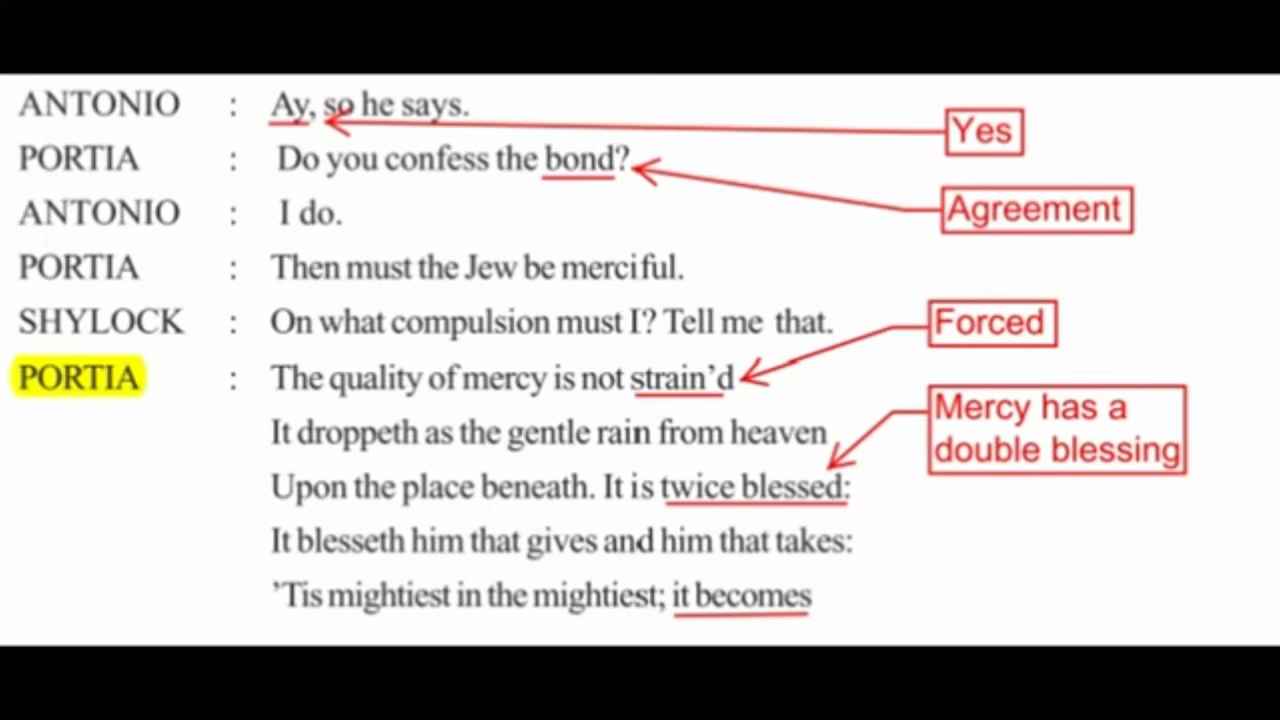 ANTONIO : Ay, so he says.
Yes
PORTIA : Do you confess the bond?
Agreement
ANTONIO : I do.
PORTIA : Then must the Jew be merciful.
SHYLOCK : On what compulsion must I? Tell me that.
Forced
PORTIA : The quality of mercy is not strain’d
It droppeth as the gentle rain from heaven
Mercy has a
double blessing
Upon the place beneath. It is twice blessed:
It blesseth him that gives and him that takes:
’Tis mightiest in the mightiest; it becomes